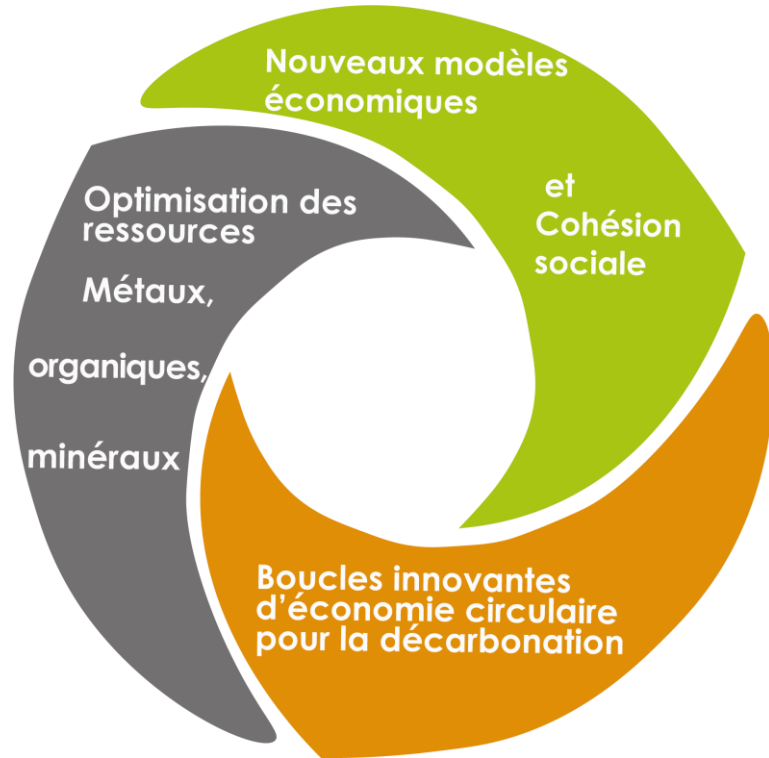 Nouveaux modèles
économiques
et
Cohésion
sociale
Optimisation des
ressources
Métaux,
organiques,
minéraux
Boucles innovantes
d'économie circulaire
pour la décarbonation